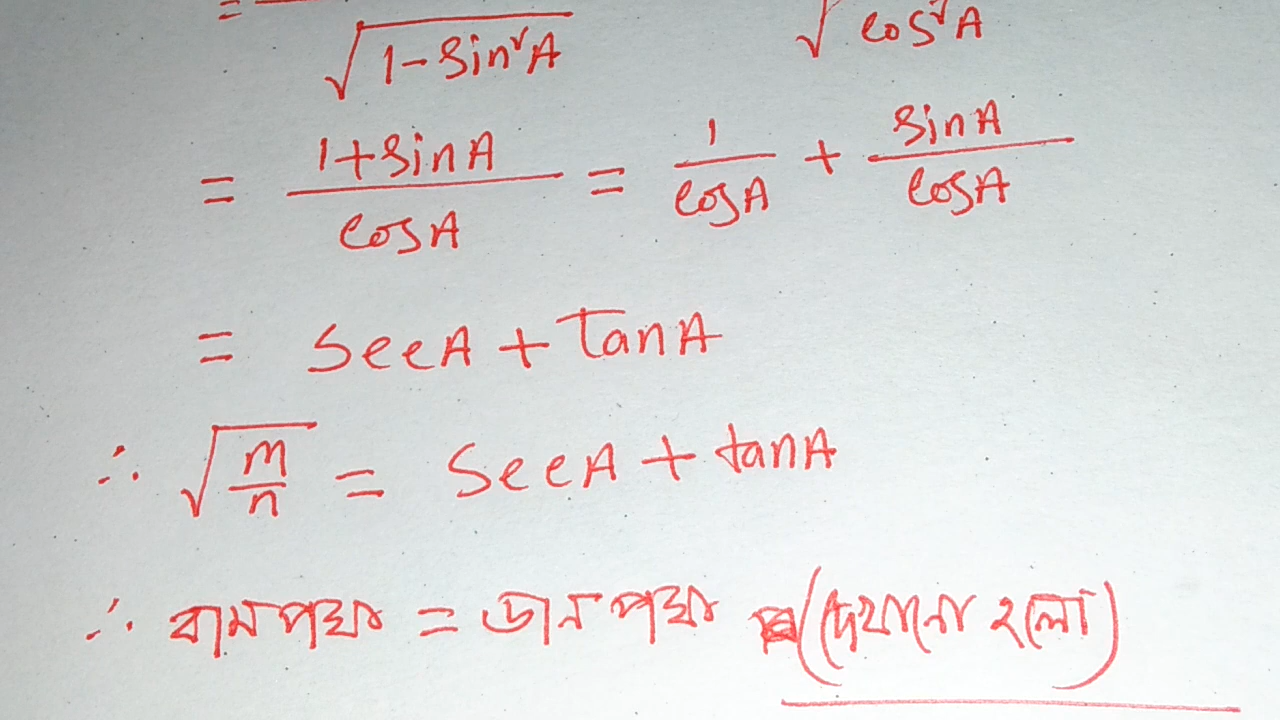 = √1-Sin²A √cos²A
= 1+SinA/cosA = 1/cosA + SinA/cosA
= SecA + TanA
∴ √m/n = SecA + tanA
∴ বামপক্ষ = ডানপক্ষ (দেখানো হলো)